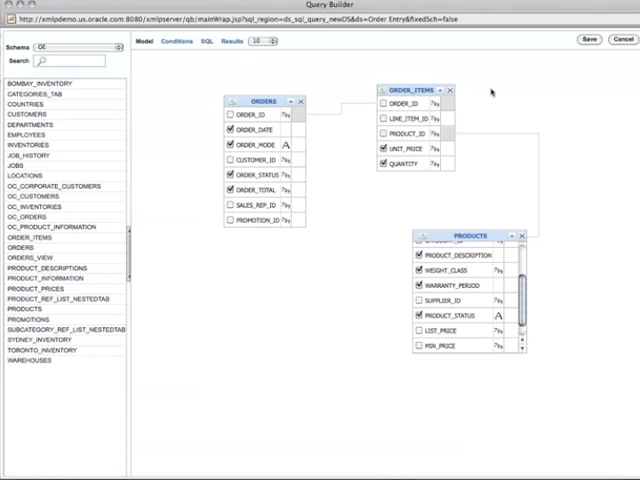 Query Builder
http://xmlpdemo.us.oracle.com:8080/xmlpserver/qb/mainWrap.jsp?sql_region=ds_sql_query_newDS&ds=Order Entry&fixedSch=false
Schema OE
Search
Model Conditions SQL Results 10
Save Cancel
BOMBAY_INVENTORY
CATEGORIES_TAB
COUNTRIES
CUSTOMERS
DEPARTMENTS
EMPLOYEES
INVENTORIES
JOB_HISTORY
JOBS
LOCATIONS
OC_CORPORATE_CUSTOMERS
OC_CUSTOMERS
OC_INVENTORIES
OC_ORDERS
OC_PRODUCT_INFORMATION
ORDER_ITEMS
ORDERS
ORDERS_VIEW
PRODUCT_DESCRIPTIONS
PRODUCT_INFORMATION
PRODUCT_PRICES
PRODUCT_REF_LIST_NESTEDTAB
PRODUCTS
PROMOTIONS
SUBCATEGORY_REF_LIST_NESTEDTAB
SYDNEY_INVENTORY
TORONTO_INVENTORY
WAREHOUSES
ORDERS
ORDER_ID
ORDER_DATE
ORDER_MODE A
CUSTOMER_ID
ORDER_STATUS
ORDER_TOTAL
SALES_REP_ID
PROMOTION_ID
ORDER_ITEMS
ORDER_ID
LINE_ITEM_ID
PRODUCT_ID
UNIT_PRICE
QUANTITY
PRODUCTS
PRODUCT_DESCRIPTION
WEIGHT_CLASS
WARRANTY_PERIOD
SUPPLIER_ID
PRODUCT_STATUS A
LIST_PRICE
MIN_PRICE